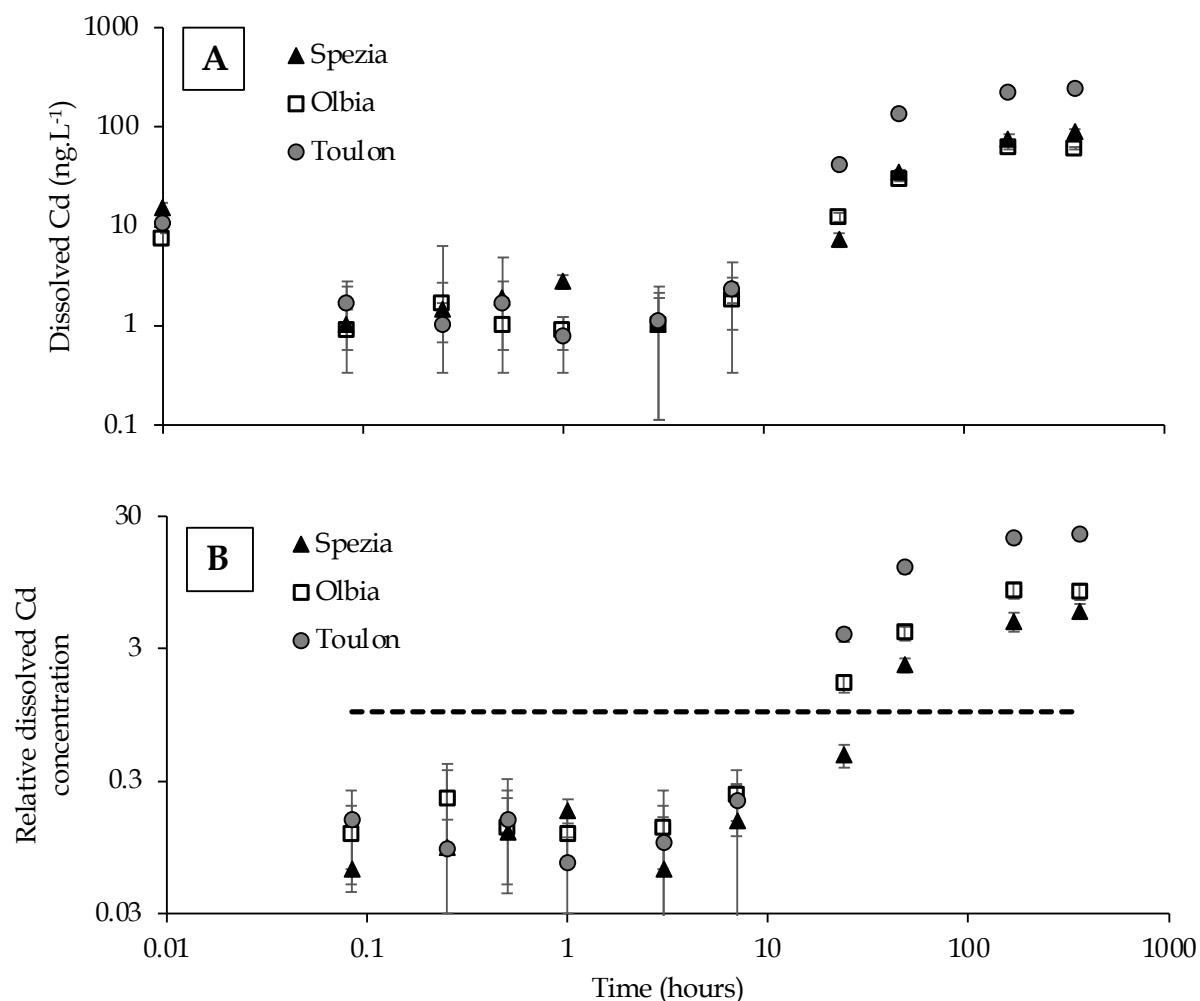 1000
A
Spezia
Olbia
Toulon
100
10
1
0.1
Dissolved Cd (ng.L⁻¹)
30
B
Spezia
Olbia
Toulon
3
0.3
0.03
Relative dissolved Cd
concentration
0.01 0.1 1 10 100 1000
Time (hours)